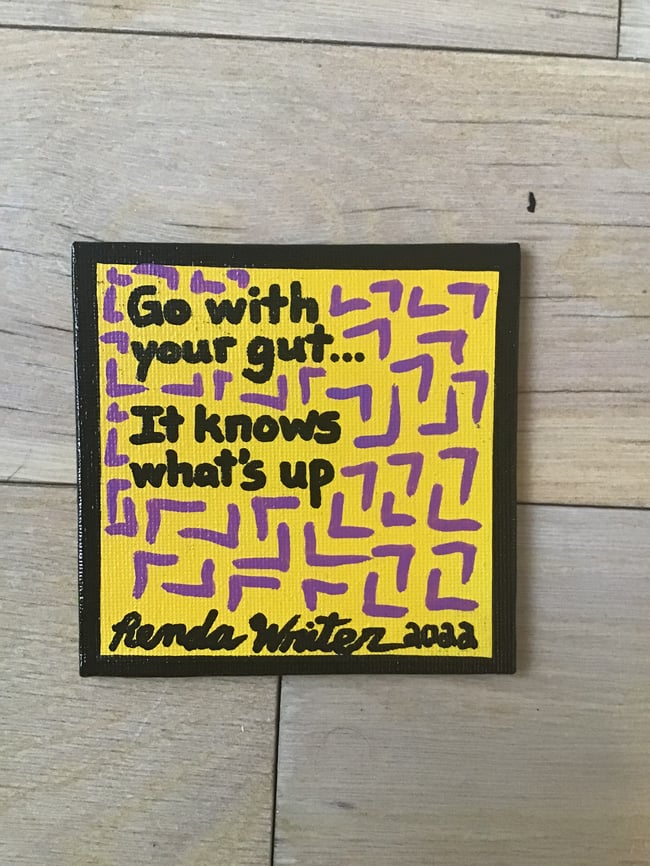 Go with
your gut...
It knows
what's up
Renda Writer 2022